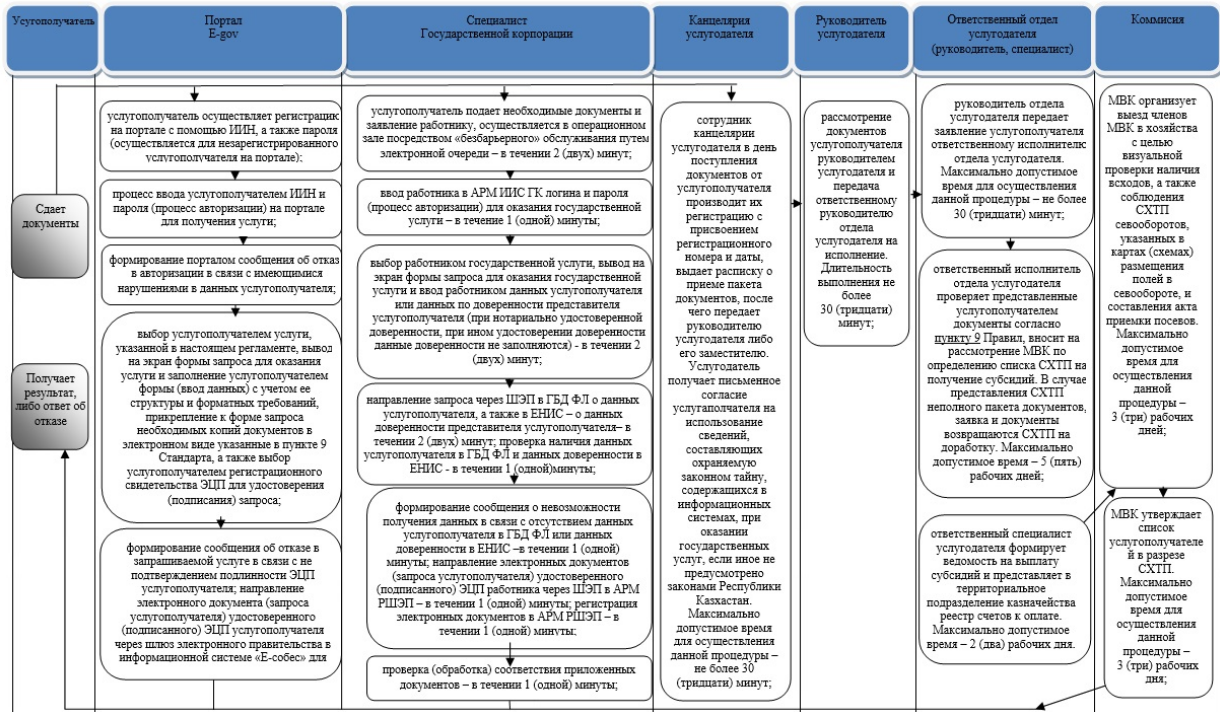 Усугополучатель
Портал
E-gov
Специалист
Государственной корпорации
Канцелярия
услугодателя
Руководитель
услугодателя
Ответственный отдел
услугодателя
(руководитель, специалист)
Коммисия
Сдает
документы
Получает
результат,
либо ответ об
отказе
услугополучатель осуществляет регистрацию
на портале с помощью ИИН, а также пароля
(осуществляется для незарегистрированного
услугополучателя на портале);
процесс ввода услугополучателем ИИН и
пароля (процесс авторизации) на портале
для получения услуги;
формирование порталом сообщения об отказе
в авторизации в связи с имеющимися
нарушениями в данных услугополучателя;
выбор услугополучателем услуги,
указанной в настоящем регламенте, вывод
на экран формы запроса для оказания
услуги и заполнение услугополучателем
формы (ввод данных) с учетом ее
структуры и форматных требований,
прикрепление к форме запроса
необходимых копий документов в
электронном виде указанные в пункте 9
Стандарта, а также выбор
услугополучателем регистрационного
свидетельства ЭЦП для удостоверения
(подписания) запроса;
формирование сообщения об отказе в
запрашиваемой услуге в связи с не
подтверждением подлинности ЭЦП
услугополучателя; направление
электронного документа (запроса
услугополучателя) удостоверенного
(подписанного) ЭЦП услугополучателя
через шлюз электронного правительства в
информационной системе «Е-собес» для
услугополучатель подает необходимые документы и
заявление работнику, осуществляется в операционном
зале посредством «безбарьерного» обслуживания путем
электронной очереди – в течении 2 (двух) минут;
ввод работника в АРМ ИИС ГК логина и пароля
(процесс авторизации) для оказания государственной
услуги – в течение 1 (одной) минуты;
выбор работником государственной услуги, вывод на
экран формы запроса для оказания государственной
услуги и ввод работником данных услугополучателя
или данных по доверенности представителя
услугополучателя (при нотариально удостоверенной
доверенности, при ином удостоверении доверенности
данные доверенности не заполняются) - в течение 2
(двух) минут;
направление запроса через ШЭП в ГБД ФЛ о данных
услугополучателя, а также в ЕНИС – о данных
доверенности представителя услугополучателя– в
течении 2 (двух) минут; проверка наличия данных
услугополучателя в ГБД ФЛ и данных доверенности в
ЕНИС - в течении 1 (одной)минуты;
формирование сообщения о невозможности
получения данных в связи с отсутствием данных
услугополучателя в ГБД ФЛ или данных
доверенности в ЕНИС –в течении 1 (одной)
минуты; направление электронных документов
(запроса услугополучателя) удостоверенного
(подписанного) ЭЦП работника через ШЭП в АРМ
РШЭП – в течении 1 (одной) минуты; регистрация
электронных документов в АРМ РШЭП – в
течении 1 (одной) минуты;
проверка (обработка) соответствия приложенных
документов – в течении 1 (одной) минуты;
сотрудник
канцелярии
услугодателя в день
поступления
документов от
услугополучателя
производит их
регистрацию с
присвоением
регистрационного
номера и даты,
выдает расписку о
приеме пакета
документов, после
чего передает
руководителю
услугодателя либо
его заместителю.
Услугодатель
получает письменное
согласие
услугаполчателя на
использование
сведений,
составляющих
охраняемую
законном тайну,
содержащихся в
информационных
системах, при
оказании
государственных
услуг, если иное не
предусмотрено
законами Республики
Казахстан.
Максимально
допустимое время
для осуществления
данной процедуры –
не более 30
(тридцати) минут;
рассмотрение
документов
услугополучателя
руководителем
услугодателя и
передача
ответственному
руководителю
отдела
услугодателя на
исполнение.
Длительность
выполнения не
более
30 (тридцати)
минут;
руководитель отдела
услугодателя передает
заявление услугополучателя
ответственному исполнителю
отдела услугодателя.
Максимально допустимое
время для осуществления
данной процедуры – не более
30 (тридцати) минут;
ответственный исполнитель
отдела услугодателя
проверяет представленные
услугополучателем
документы согласно
пункту 9 Правил, вносит на
рассмотрение МВК по
определению списка СХТП на
получение субсидий. В случае
представления СХТП
неполного пакета документов,
заявка и документы
возвращаются СХТП на
доработку. Максимально
допустимое время – 5 (пять)
рабочих дней;
ответственный специалист
услугодателя формирует
ведомость на выплату
субсидий и представляет в
территориальное
подразделение казначейства
реестр счетов к оплате.
Максимально допустимое
время – 2 (два) рабочих дня.
МВК организует
выезд членов
МВК в хозяйства
с целью
визуальной
проверки наличия
всходов, а также
соблюдения
СХТП
севооборотов,
указанных в
картах (схемах)
размещения
полей в
севообороте, и
составления акта
приемки посевов.
Максимально
допустимое
время для
осуществления
данной
процедуры –
3 (три) рабочих
дней;
МВК утверждает
список
услугополучателе
й в разрезе
СХТП.
Максимально
допустимое
время для
осуществления
данной
процедуры –
3 (три) рабочих
дня;